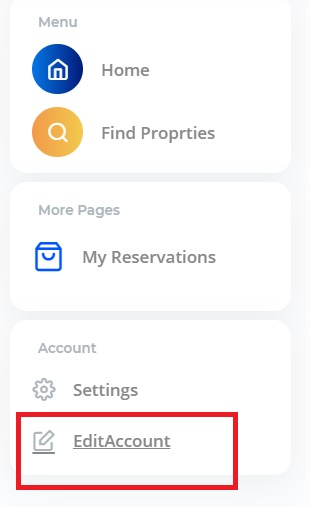 Menu
Home
Find Proprties
More Pages
My Reservations
Account
Settings
EditAccount